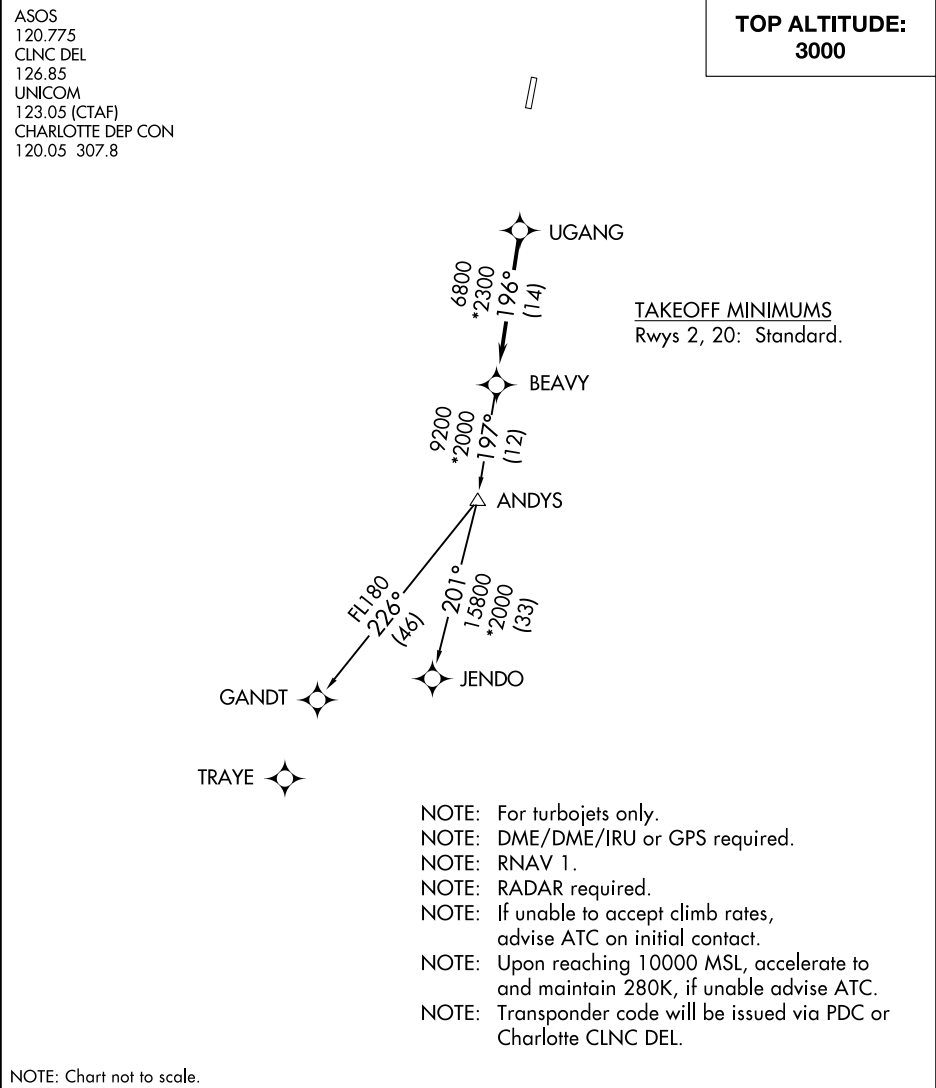 ASOS
120.775
CLNC DEL
126.85
UNICOM
123.05 (CTAF)
CHARLOTTE DEP CON
120.05 307.8
TOP ALTITUDE:
3000
UGANG
6800
*2300
196°
(14)
TAKEOFF MINIMUMS
Rwys 2, 20: Standard.
BEAVY
9200
*2000
197°
(12)
ANDYS
FL180
226°
(46)
201°
15800
*2000
(33)
GANDT
JENDO
TRAYE
NOTE: For turbojets only.
NOTE: DME/DME/IRU or GPS required.
NOTE: RNAV 1.
NOTE: RADAR required.
NOTE: If unable to accept climb rates,
advise ATC on initial contact.
NOTE: Upon reaching 10000 MSL, accelerate to
and maintain 280K, if unable advise ATC.
NOTE: Transponder code will be issued via PDC or
Charlotte CLNC DEL.
NOTE: Chart not to scale.